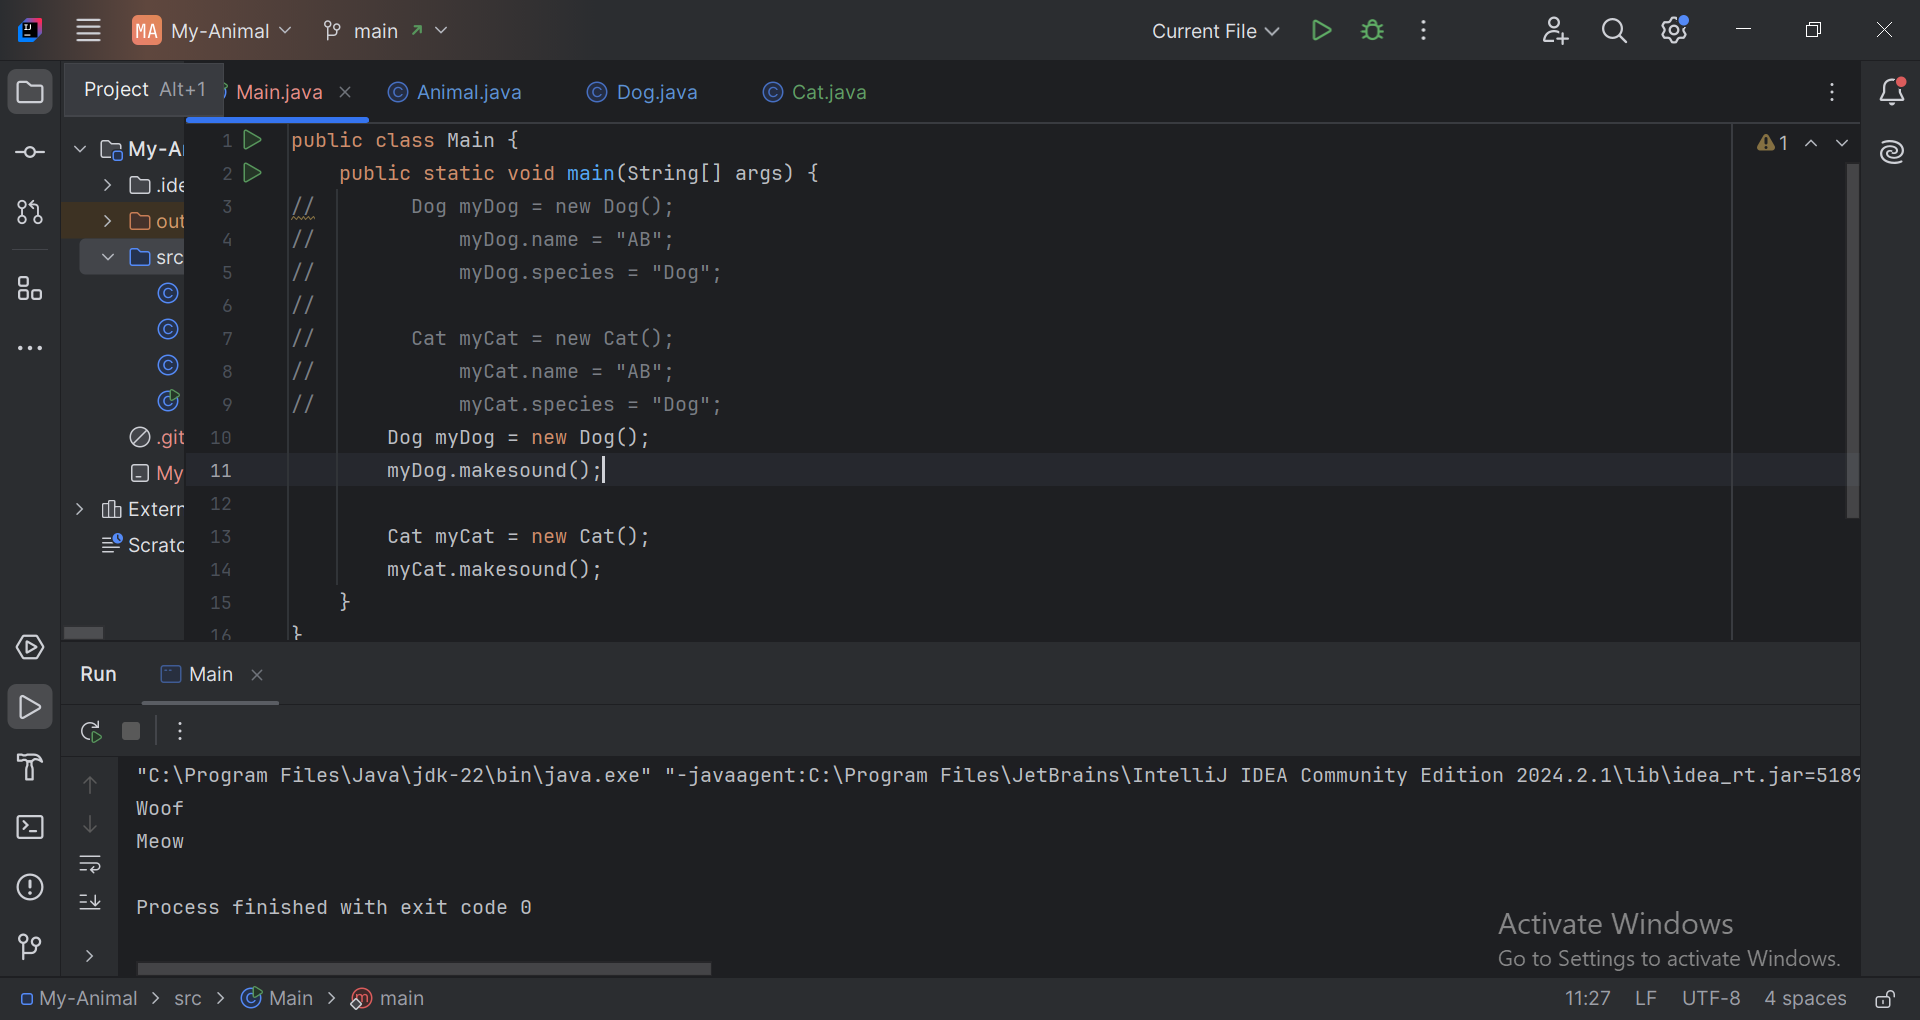 MA My-Animal main Current File
Project Alt+1 Main.java Animal.java Dog.java Cat.java
My-A
.ide
out
src
.git
My
Extern
Scratc
1 public class Main {
2 public static void main(String[] args) {
3 // Dog myDog = new Dog();
4 // myDog.name = "AB";
5 // myDog.species = "Dog";
6 //
7 // Cat myCat = new Cat();
8 // myCat.name = "AB";
9 // myCat.species = "Dog";
10 Dog myDog = new Dog();
11 myDog.makesound();
12
13 Cat myCat = new Cat();
14 myCat.makesound();
15 }
16 }
1
Run Main
"C:\Program Files\Java\jdk-22\bin\java.exe" "-javaagent:C:\Program Files\JetBrains\IntelliJ IDEA Community Edition 2024.2.1\lib\idea_rt.jar=5189
Woof
Meow
Process finished with exit code 0
Activate Windows
Go to Settings to activate Windows.
My-Animal > src > Main > main 11:27 LF UTF-8 4 spaces